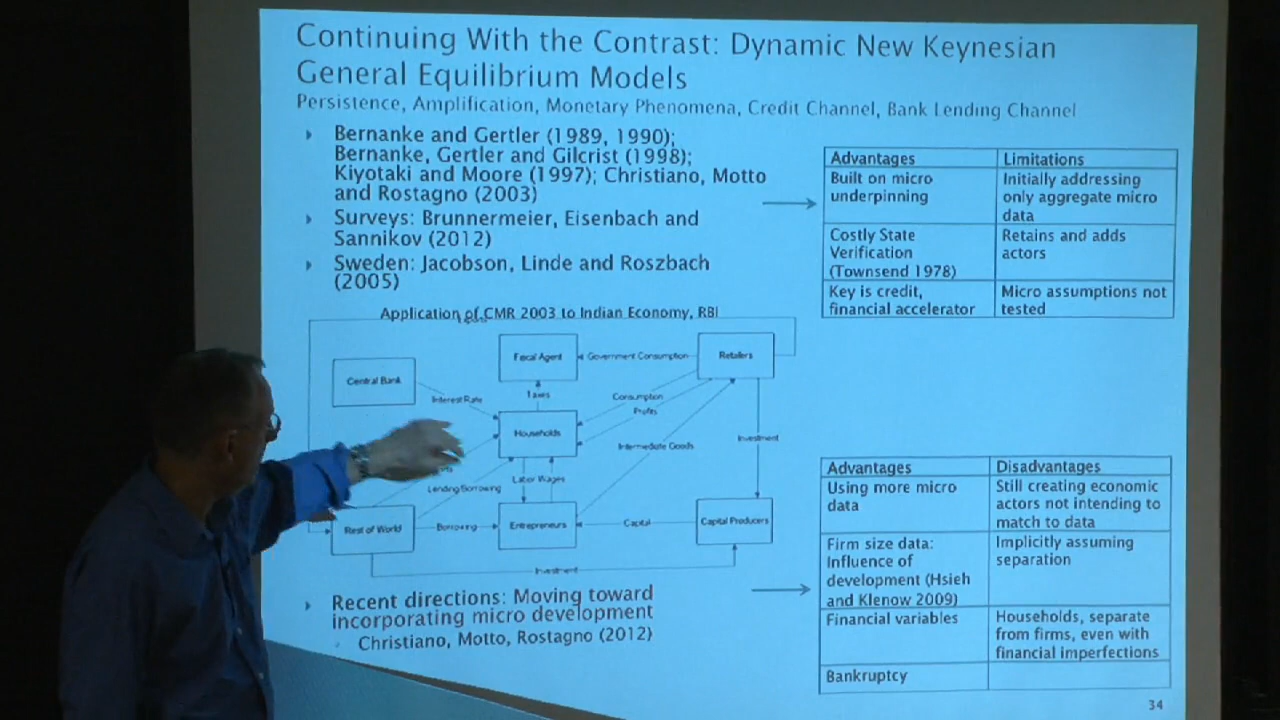 Continuing With the Contrast: Dynamic New Keynesian
General Equilibrium Models
Persistence, Amplification, Monetary Phenomena, Credit Channel, Bank Lending Channel
Bernanke and Gertler (1989, 1990);
Bernanke, Gertler and Gilcrist (1998);
Kiyotaki and Moore (1997); Christiano, Motto
and Rostagno (2003)
Surveys: Brunnermeier, Eisenbach and
Sannikov (2012)
Sweden: Jacobson, Linde and Roszbach
(2005)
Advantages Limitations
Built on micro
underpinning
Initially addressing
only aggregate micro
data
Costly State
Verification
(Townsend 1978)
Retains and adds
actors
Key is credit,
financial accelerator
Micro assumptions not
tested
Application of CMR 2003 to Indian Economy, RBI
Fiscal Agent
Government Consumption
Retailers
Central Bank
Interest Rate
Taxes
Consumption
Profits
Households
Intermediate Goods
Investment
Lending Borrowing
Labor Wages
Rest of World
Borrowing
Entrepreneurs
Capital
Capital Producers
Investment
Recent directions: Moving toward
incorporating micro development
Christiano, Motto, Rostagno (2012)
Advantages Disadvantages
Using more micro
data
Still creating economic
actors not intending to
match to data
Firm size data:
Influence of
development (Hsieh
and Klenow 2009)
Implicitly assuming
separation
Financial variables
Households, separate
from firms, even with
financial imperfections
Bankruptcy
34